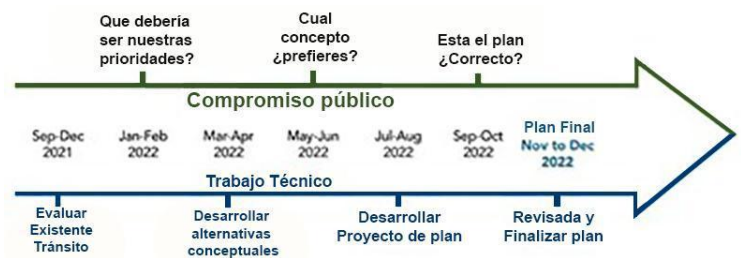 Que debería
ser nuestras
prioridades?
Cual
concepto
¿prefieres?
Esta el plan
¿Correcto?
Compromiso público
Sep-Dec
2021
Jan-Feb
2022
Mar-Apr
2022
May-Jun
2022
Jul-Aug
2022
Sep-Oct
2022
Plan Final
Nov to Dec
2022
Trabajo Técnico
Evaluar
Existente
Tránsito
Desarrollar
alternativas
conceptuales
Desarrollar
Proyecto de plan
Revisada y
Finalizar plan